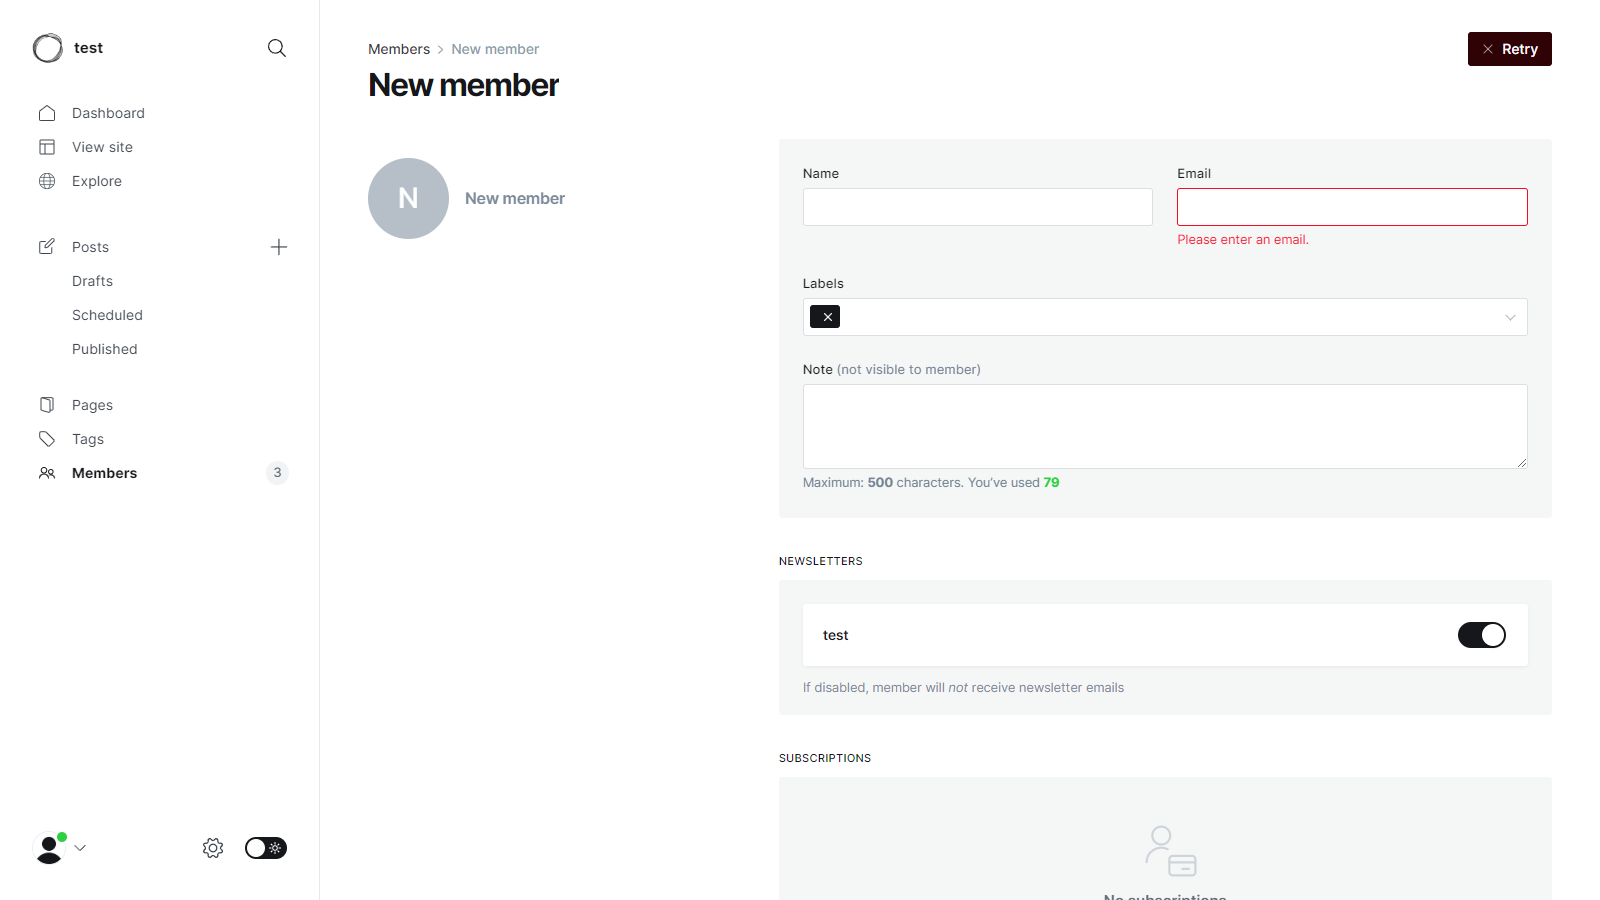 test
Dashboard
View site
Explore
Posts
Drafts
Scheduled
Published
Pages
Tags
Members 3
Members > New member
New member
Retry
N New member
Name
Email
Please enter an email.
Labels
Note (not visible to member)
Maximum: 500 characters. You’ve used 79
NEWSLETTERS
test
If disabled, member will not receive newsletter emails
SUBSCRIPTIONS
No subscriptions